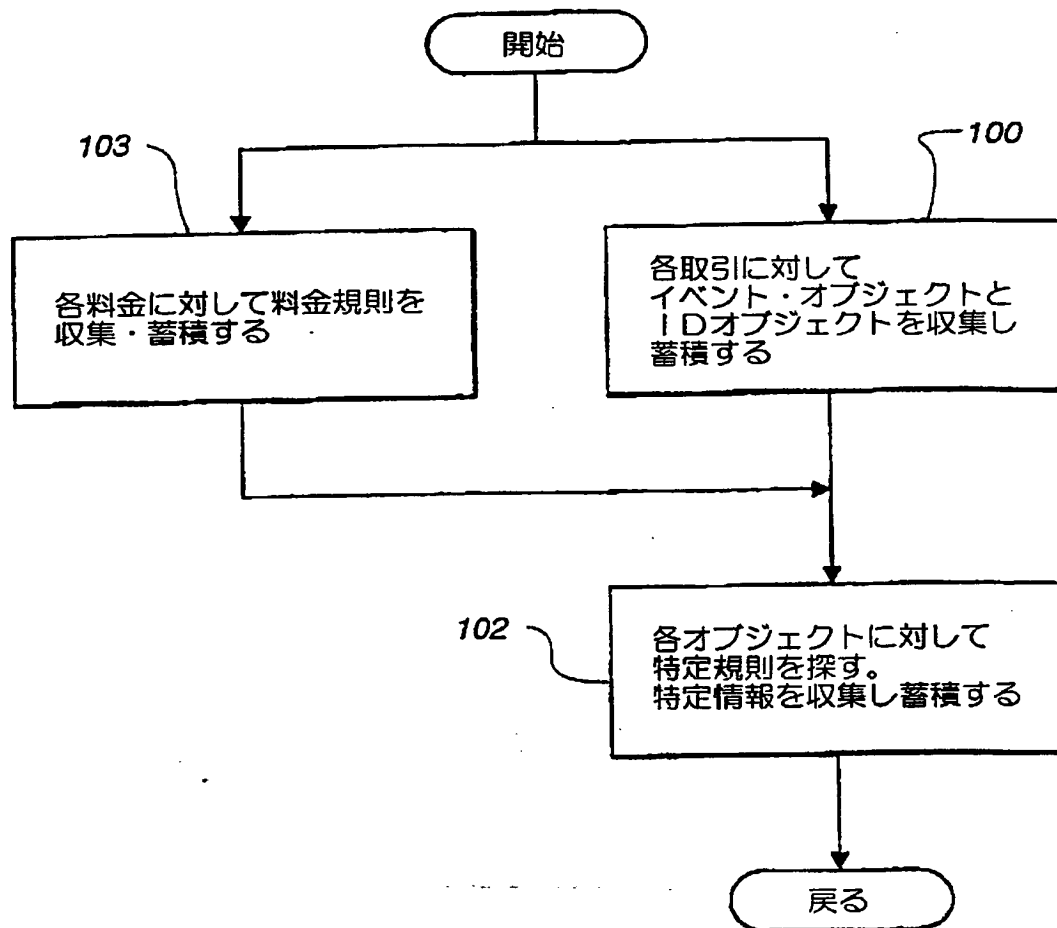 開始
103
100
各料金に対して料金規則を
収集・蓄積する
各取引に対して
イベント・オブジェクトと
IDオブジェクトを収集し
蓄積する
102
各オブジェクトに対して
特定規則を探す。
特定情報を収集し蓄積する
戻る